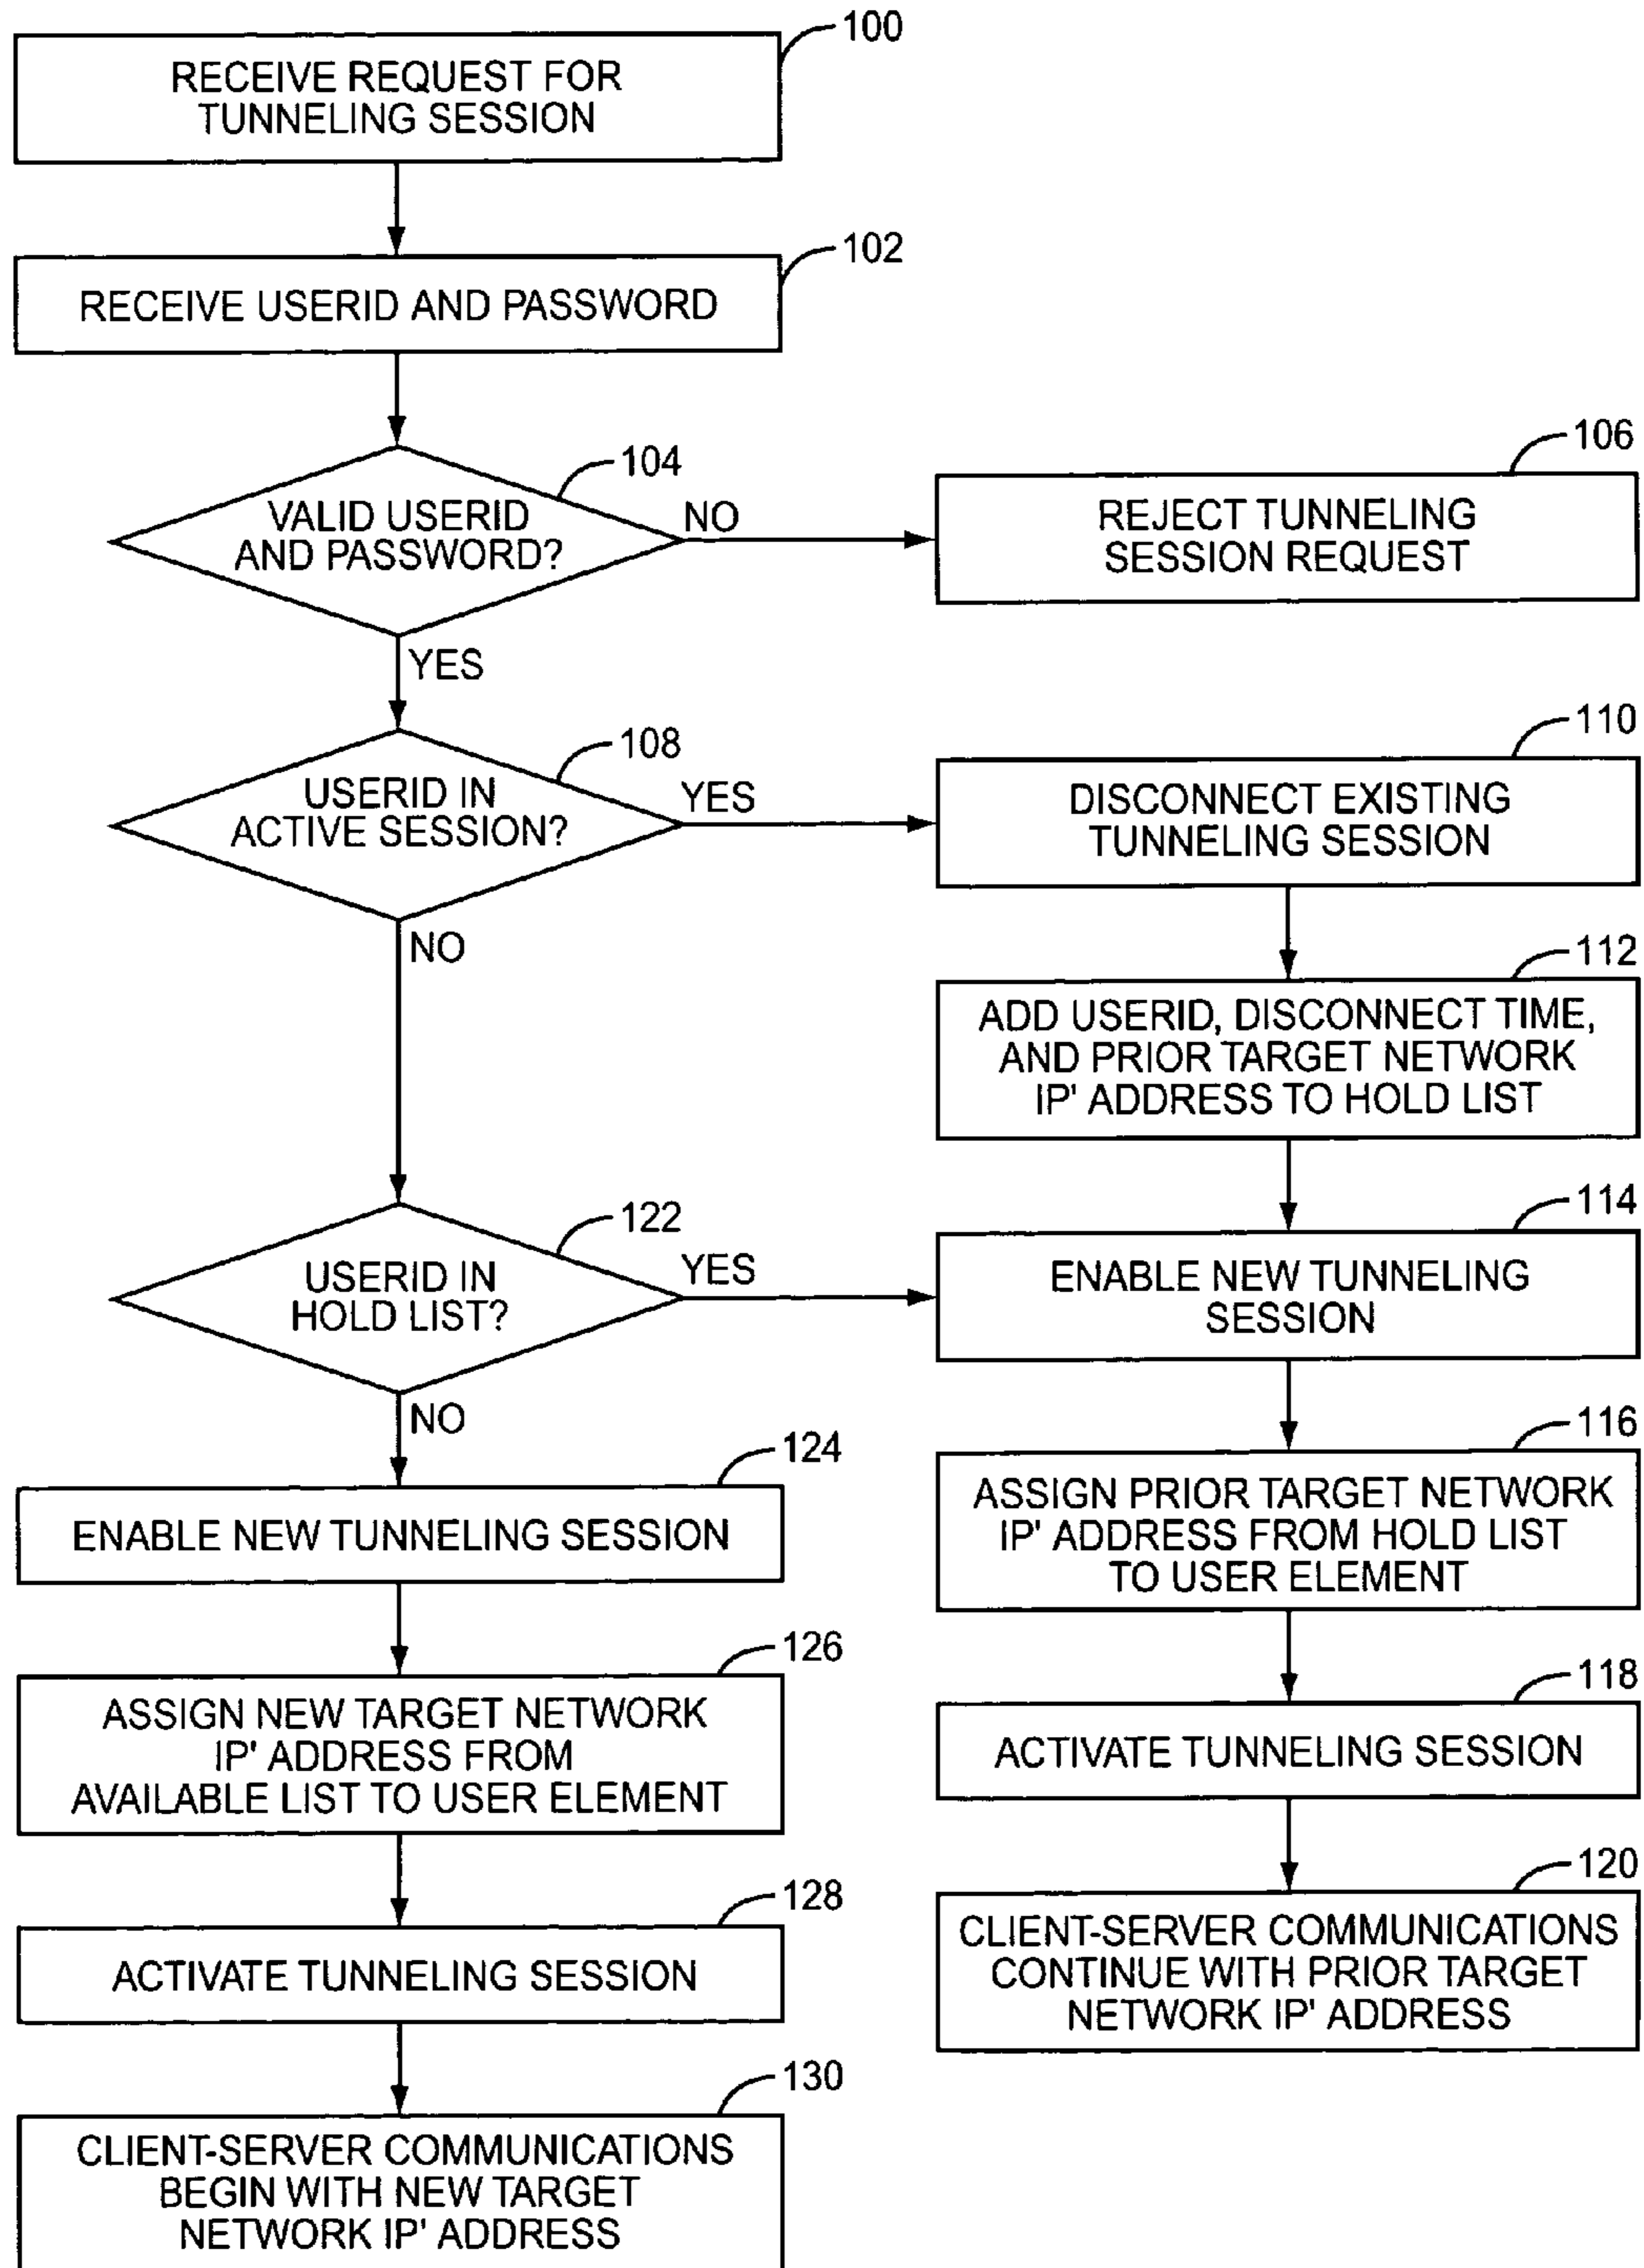 100
RECEIVE REQUEST FOR
TUNNELING SESSION
102
RECEIVE USERID AND PASSWORD
104
VALID USERID
AND PASSWORD?
NO
YES
106
REJECT TUNNELING
SESSION REQUEST
108
USERID IN
ACTIVE SESSION?
YES
NO
110
DISCONNECT EXISTING
TUNNELING SESSION
112
ADD USERID, DISCONNECT TIME,
AND PRIOR TARGET NETWORK
IP' ADDRESS TO HOLD LIST
122
USERID IN
HOLD LIST?
YES
NO
114
ENABLE NEW TUNNELING
SESSION
116
ASSIGN PRIOR TARGET NETWORK
IP' ADDRESS FROM HOLD LIST
TO USER ELEMENT
118
ACTIVATE TUNNELING SESSION
120
CLIENT-SERVER COMMUNICATIONS
CONTINUE WITH PRIOR TARGET
NETWORK IP' ADDRESS
124
ENABLE NEW TUNNELING SESSION
126
ASSIGN NEW TARGET NETWORK
IP' ADDRESS FROM
AVAILABLE LIST TO USER ELEMENT
128
ACTIVATE TUNNELING SESSION
130
CLIENT-SERVER COMMUNICATIONS
BEGIN WITH NEW TARGET
NETWORK IP' ADDRESS